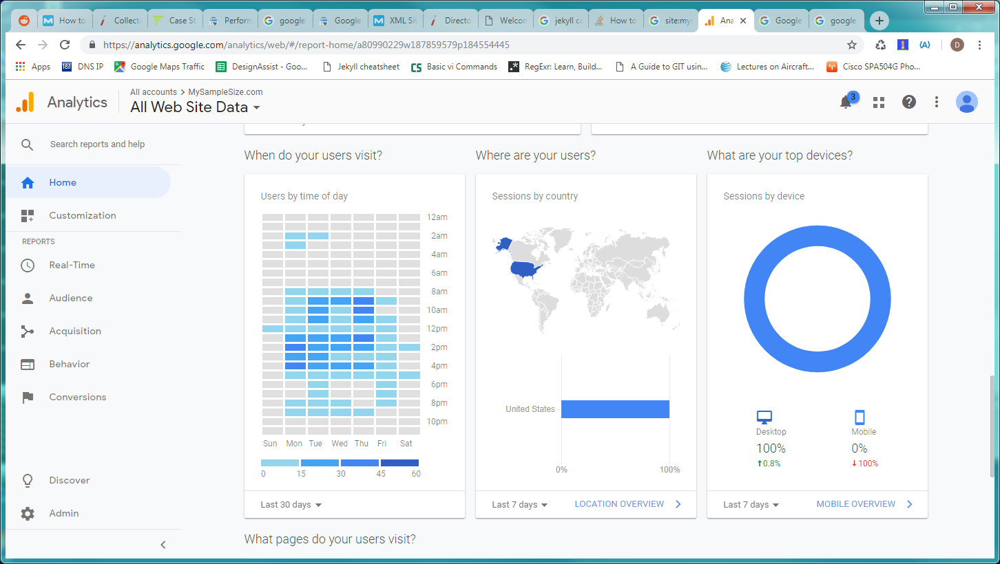 How to
Collecti
Case St
Perform
google
Google
XML Sit
Directo
Welcom
jekyll ca
How to
site:mys
Ana
Google
google
https://analytics.google.com/analytics/web/#/report-home/a80990229w187859579p184554445
D
Apps
DNS IP
Google Maps Traffic
DesignAssist - Goo...
Jekyll cheatsheet
Basic vi Commands
RegExr: Learn, Build...
A Guide to GIT usin...
Lectures on Aircraft...
Cisco SPA504G Pho...
Analytics
All accounts > MySampleSize.com
All Web Site Data
3
Search reports and help
Home
Customization
REPORTS
Real-Time
Audience
Acquisition
Behavior
Conversions
Discover
Admin
When do your users visit?
Users by time of day
12am
2am
4am
6am
8am
10am
12pm
2pm
4pm
6pm
8pm
10pm
Sun Mon Tue Wed Thu Fri Sat
0 15 30 45 60
Last 30 days
Where are your users?
Sessions by country
United States
0% 100%
Last 7 days LOCATION OVERVIEW
What are your top devices?
Sessions by device
Desktop Mobile
100% 0%
0.8% 100%
Last 7 days MOBILE OVERVIEW
What pages do your users visit?